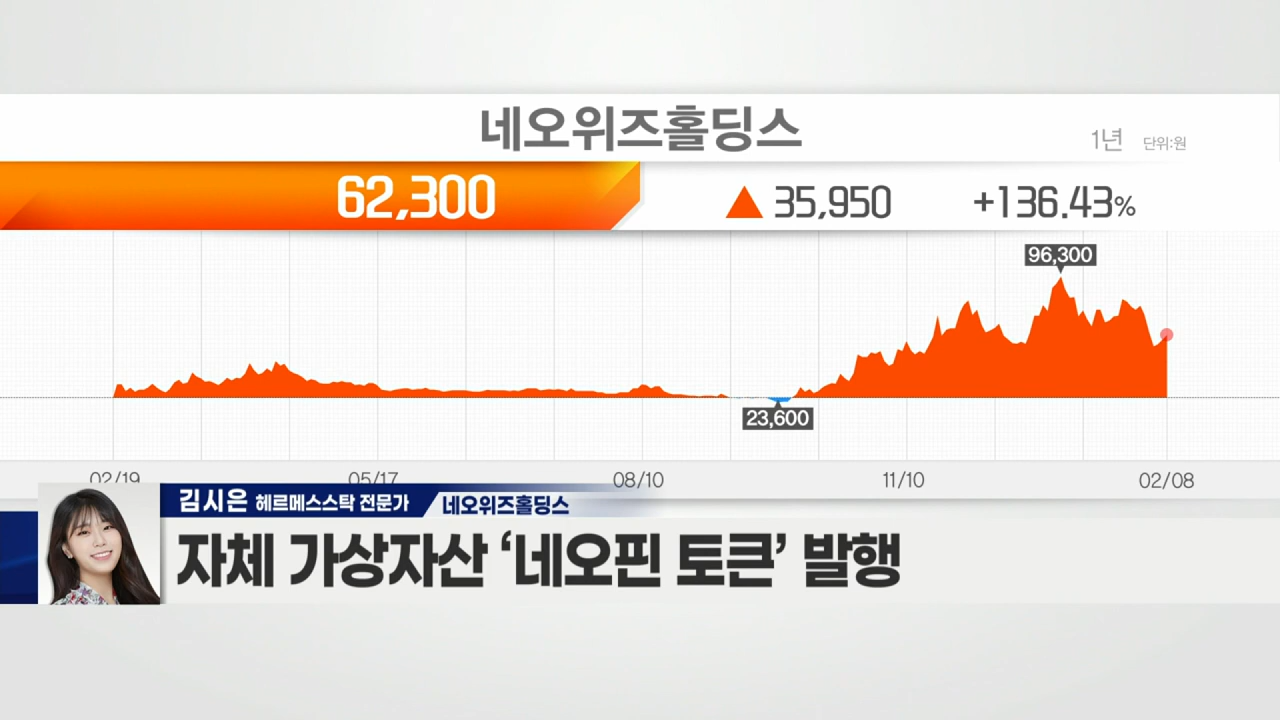 네오위즈홀딩스
1년 단위:원
62,300 ▲ 35,950 +136.43%
96,300
23,600
02/19 05/17 08/10 11/10 02/08
김시은 헤르메스스탁 전문가 네오위즈홀딩스
자체 가상자산 ‘네오핀 토큰’ 발행